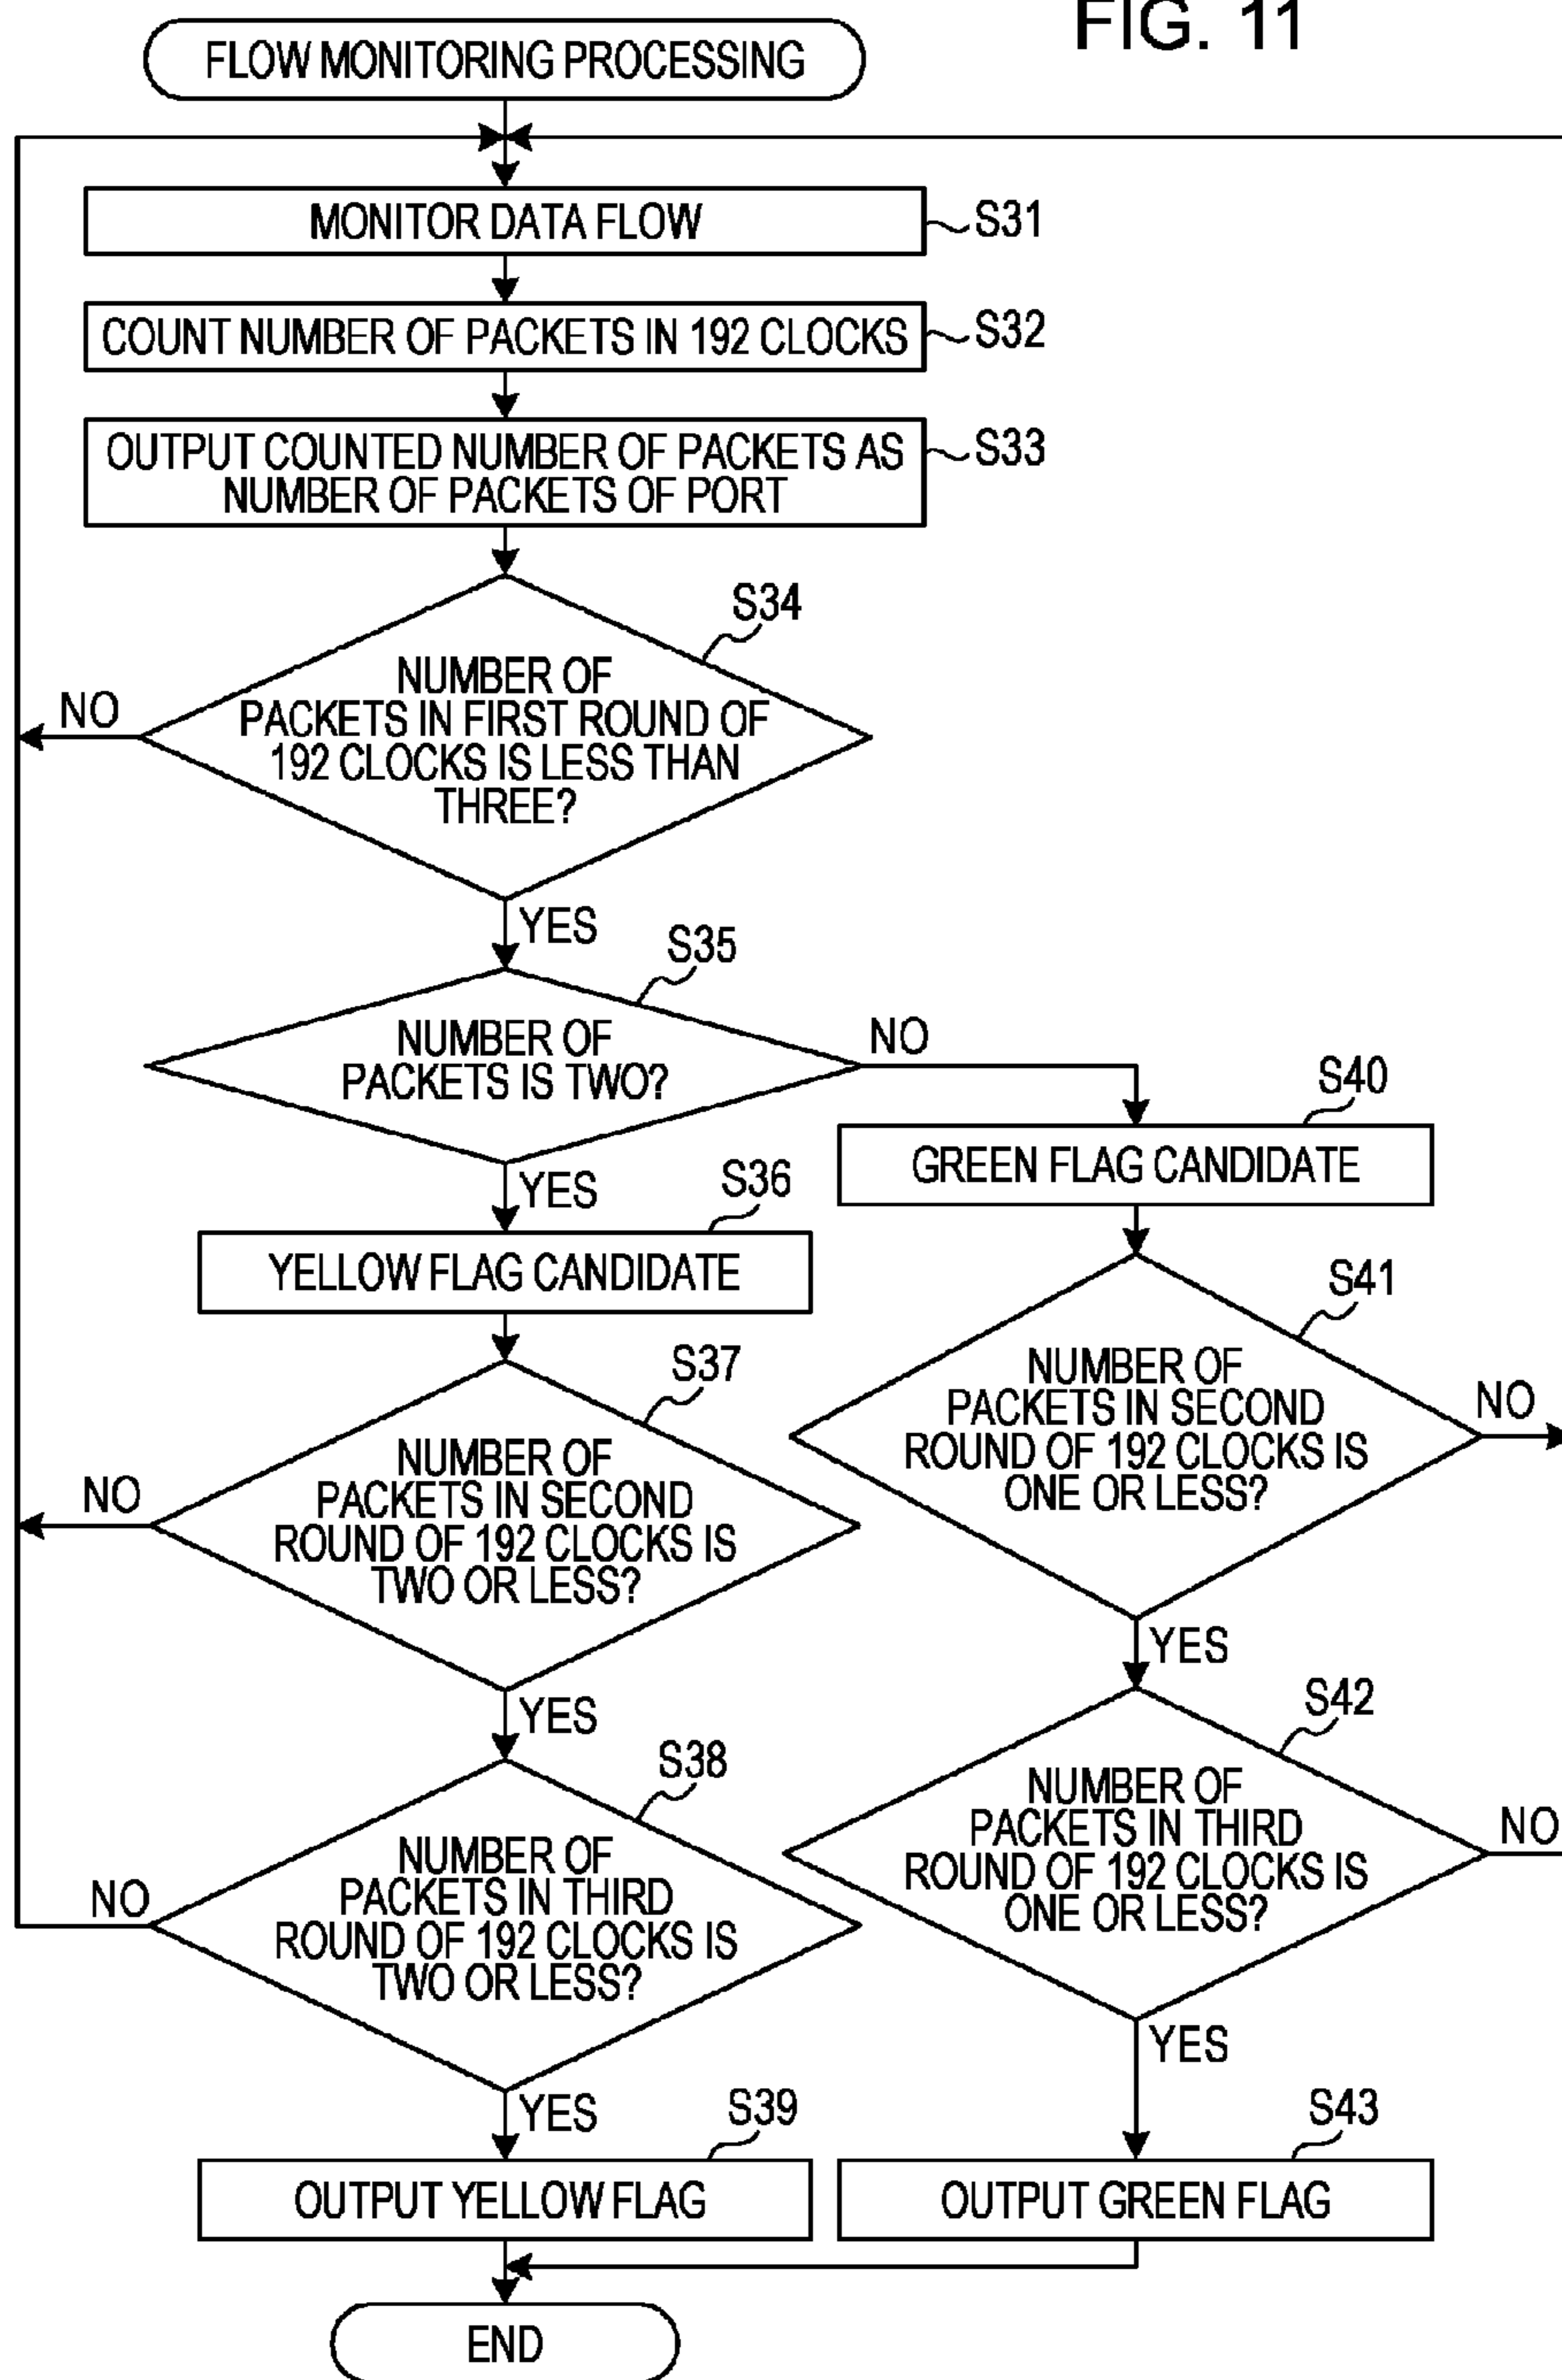 FIG. 11
FLOW MONITORING PROCESSING
MONITOR DATA FLOW
S31
COUNT NUMBER OF PACKETS IN 192 CLOCKS
S32
OUTPUT COUNTED NUMBER OF PACKETS AS
NUMBER OF PACKETS OF PORT
S33
S34
NUMBER OF
PACKETS IN FIRST ROUND OF
192 CLOCKS IS LESS THAN
THREE?
NO
YES
S35
NUMBER OF
PACKETS IS TWO?
NO
YES
S36
YELLOW FLAG CANDIDATE
S37
NUMBER OF
PACKETS IN SECOND
ROUND OF 192 CLOCKS IS
TWO OR LESS?
NO
YES
S38
NUMBER OF
PACKETS IN THIRD
ROUND OF 192 CLOCKS IS
TWO OR LESS?
NO
YES
S39
OUTPUT YELLOW FLAG
S40
GREEN FLAG CANDIDATE
S41
NUMBER OF
PACKETS IN SECOND
ROUND OF 192 CLOCKS IS
ONE OR LESS?
NO
YES
S42
NUMBER OF
PACKETS IN THIRD
ROUND OF 192 CLOCKS IS
ONE OR LESS?
NO
YES
S43
OUTPUT GREEN FLAG
END